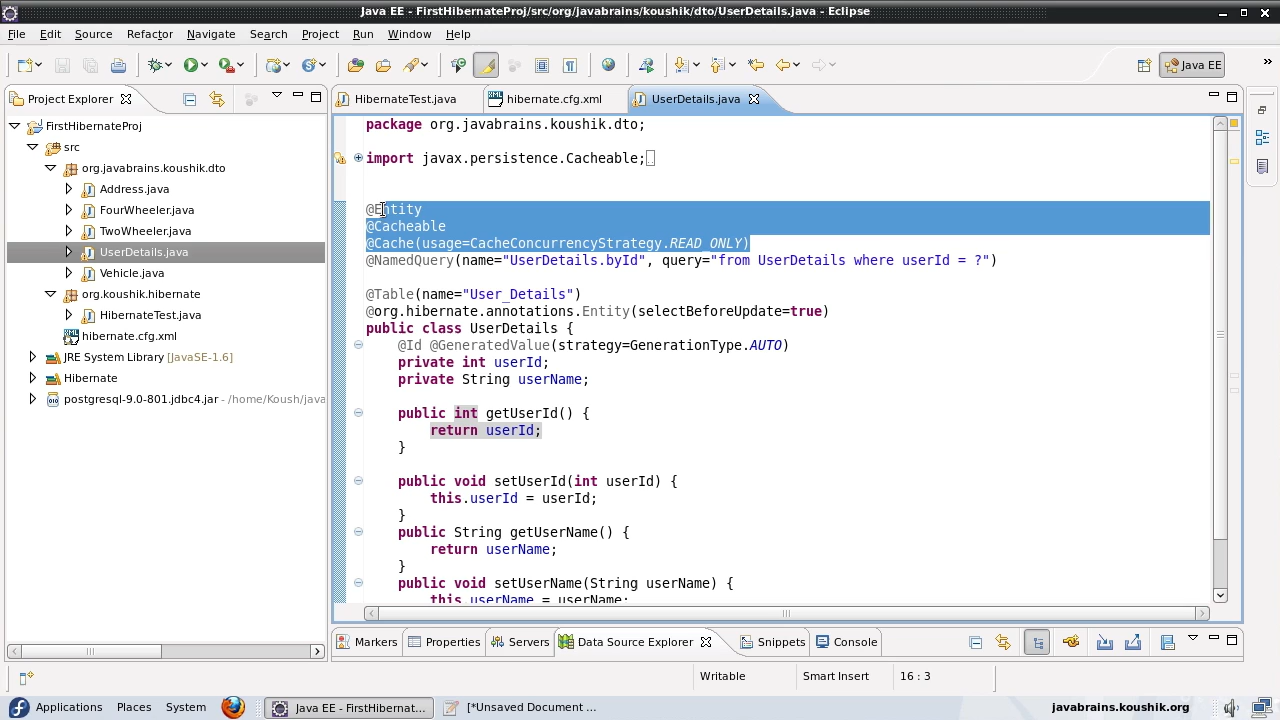 Java EE - FirstHibernateProj/src/org/javabrains/koushik/dto/UserDetails.java - Eclipse
File Edit Source Refactor Navigate Search Project Run Window Help
Java EE
Project Explorer
HibernateTest.java
hibernate.cfg.xml
UserDetails.java
FirstHibernateProj
src
org.javabrains.koushik.dto
Address.java
FourWheeler.java
TwoWheeler.java
UserDetails.java
Vehicle.java
org.koushik.hibernate
HibernateTest.java
hibernate.cfg.xml
JRE System Library [JavaSE-1.6]
Hibernate
postgresql-9.0-801.jdbc4.jar - /home/Koush/java
package org.javabrains.koushik.dto;
import javax.persistence.Cacheable;
@Entity
@Cacheable
@Cache(usage=CacheConcurrencyStrategy.READ_ONLY)
@NamedQuery(name="UserDetails.byId", query="from UserDetails where userId = ?")
@Table(name="User_Details")
@org.hibernate.annotations.Entity(selectBeforeUpdate=true)
public class UserDetails {
@Id @GeneratedValue(strategy=GenerationType.AUTO)
private int userId;
private String userName;
public int getUserId() {
return userId;
}
public void setUserId(int userId) {
this.userId = userId;
}
public String getUserName() {
return userName;
}
public void setUserName(String userName) {
this.userName = userName;
Markers
Properties
Servers
Data Source Explorer
Snippets
Console
Writable
Smart Insert
16 : 3
Applications Places System
Java EE - FirstHibernat...
[*Unsaved Document ...
javabrains.koushik.org